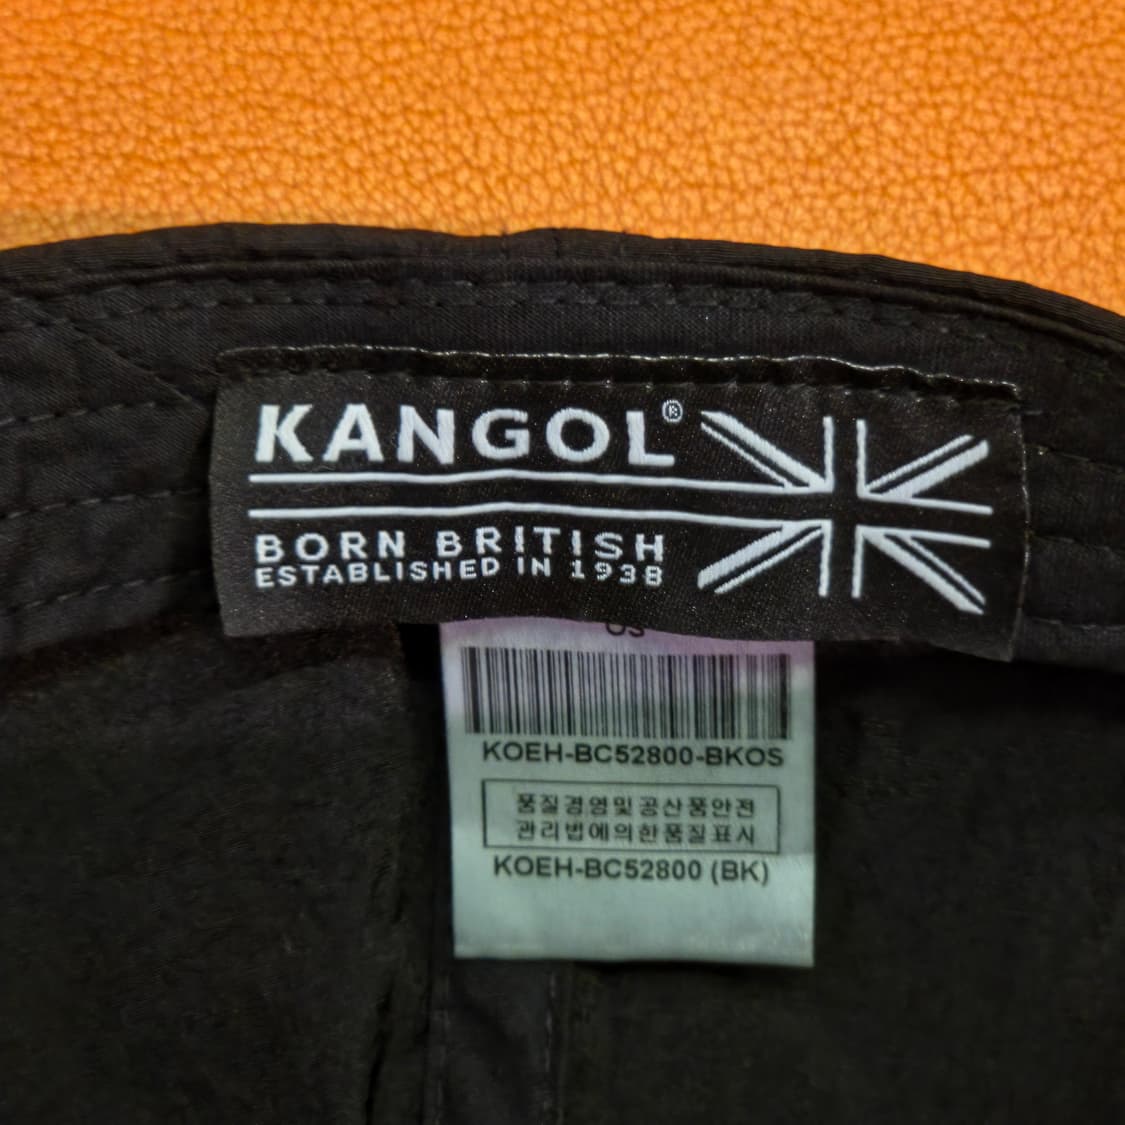 KANGOL®
BORN BRITISH
ESTABLISHED IN 1938
OS
KOEH-BC52800-BKOS
품질경영및공산품안전
관리법에의한품질표시
KOEH-BC52800 (BK)